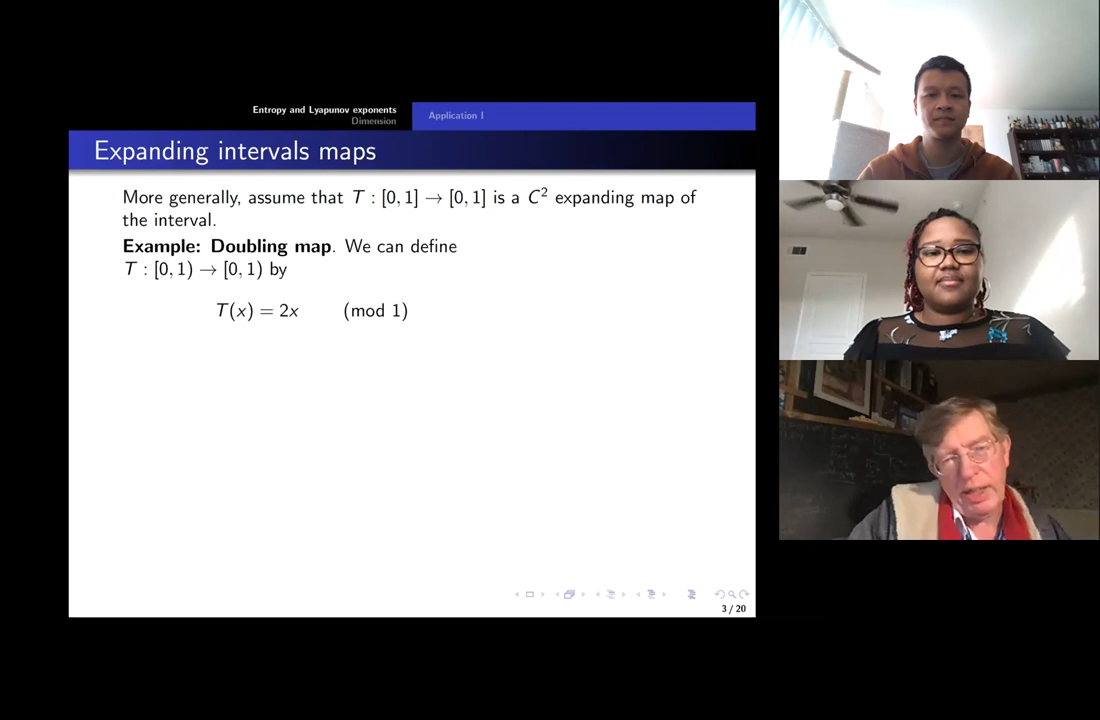 Entropy and Lyapunov exponents
Dimension
Application I
Expanding intervals maps
More generally, assume that T : [0, 1] → [0, 1] is a C² expanding map of
the interval.
Example: Doubling map. We can define
T : [0, 1) → [0, 1) by
T(x) = 2x (mod 1)
3 / 20